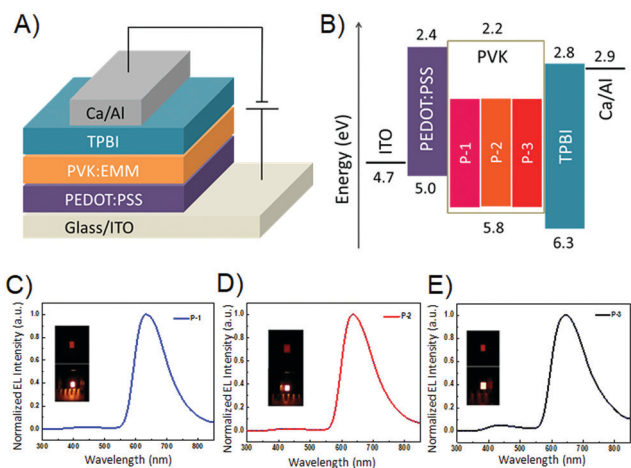 A)
Ca/Al
TPBI
PVK:EMM
PEDOT:PSS
Glass/ITO
B)
Energy (eV)
ITO
4.7
2.4
PEDOT:PSS
5.0
2.2
PVK
P-1
P-2
P-3
5.8
2.8
TPBI
6.3
2.9
Ca/Al
C)
Normalized EL Intensity (a.u.)
1.0
0.8
0.6
0.4
0.2
0.0
P-1
300 400 500 600 700 800
Wavelength (nm)
D)
Normalized EL Intensity (a.u.)
1.0
0.8
0.6
0.4
0.2
0.0
P-2
300 400 500 600 700 800
Wavelength (nm)
E)
Normalized EL Intensity (a.u.)
1.0
0.8
0.6
0.4
0.2
0.0
P-3
300 400 500 600 700 800
Wavelength (nm)